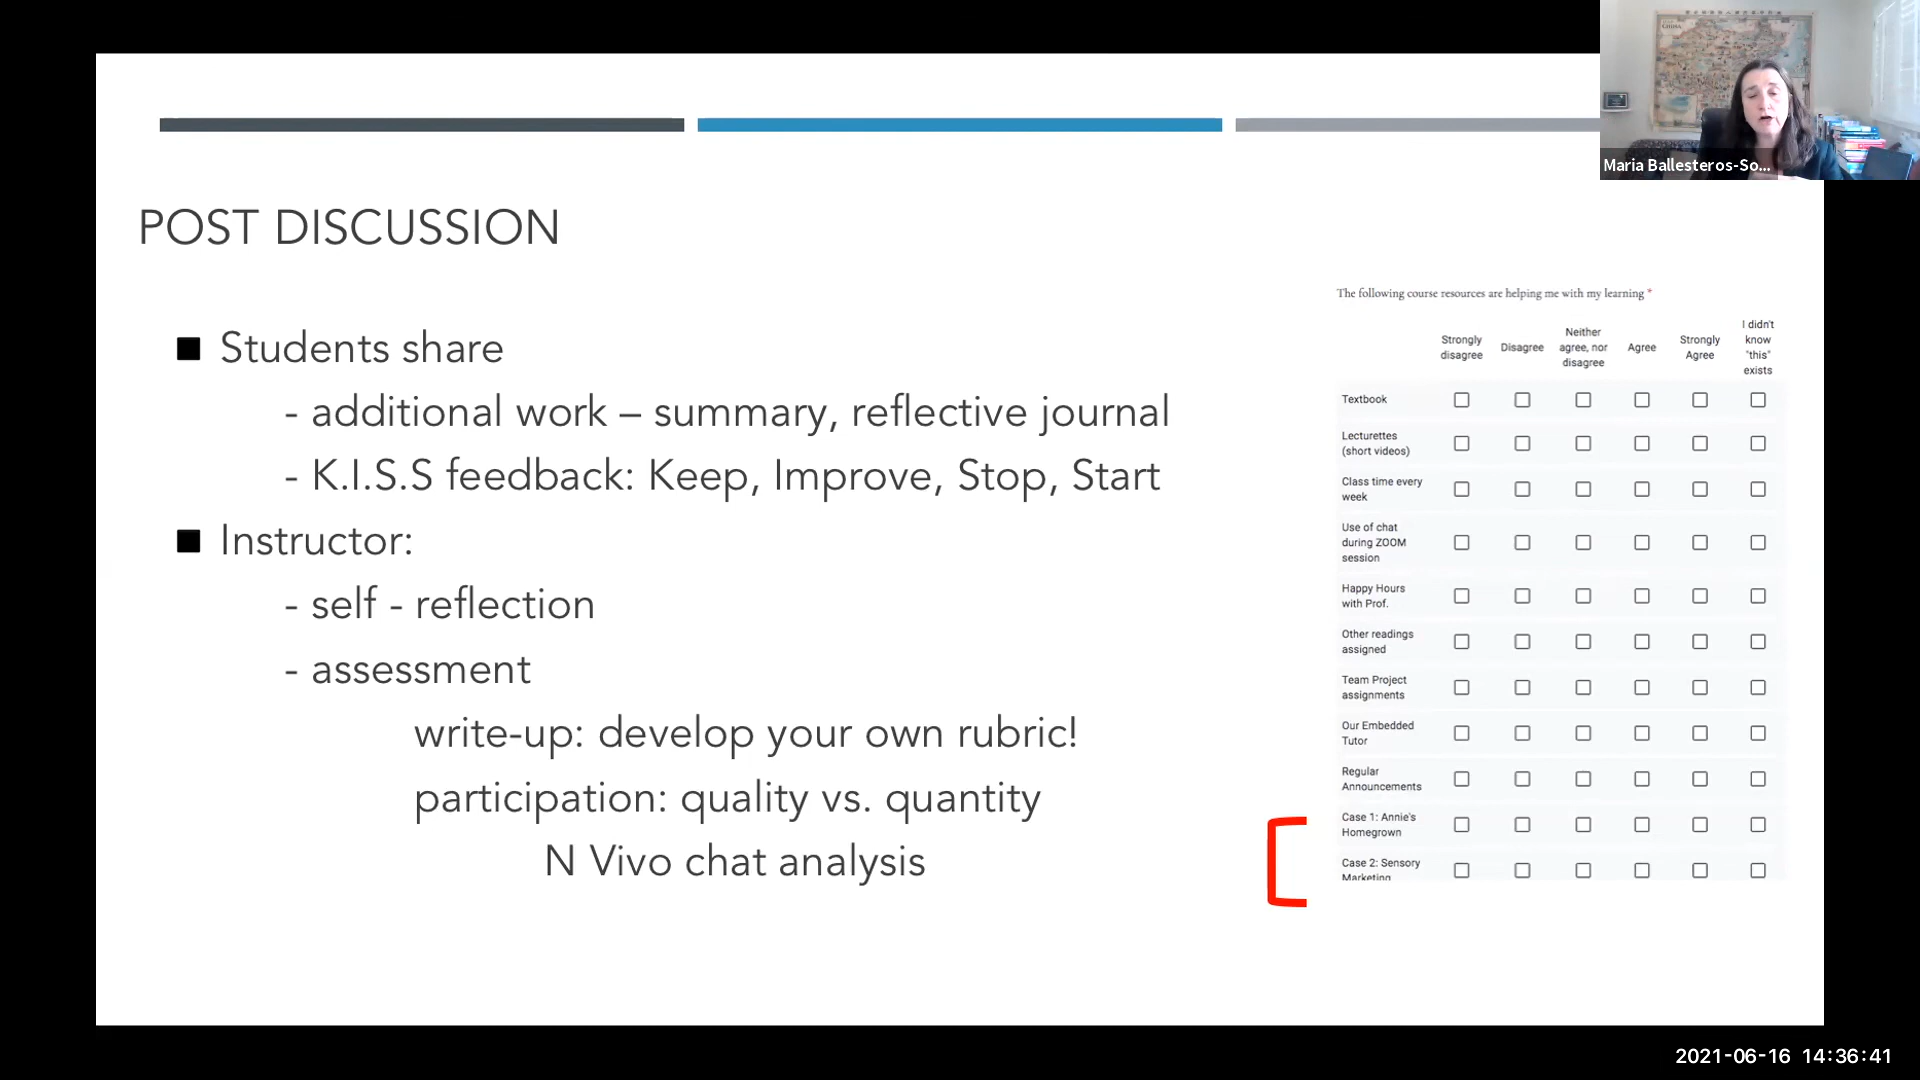 Maria Ballesteros-So...
POST DISCUSSION
Students share
- additional work – summary, reflective journal
- K.I.S.S feedback: Keep, Improve, Stop, Start
Instructor:
- self - reflection
- assessment
write-up: develop your own rubric!
participation: quality vs. quantity
N Vivo chat analysis
The following course resources are helping me with my learning *
Strongly
disagree
Disagree
Neither
agree, nor
disagree
Agree
Strongly
Agree
I didn't
know
"this"
exists
Textbook
Lecturettes
(short videos)
Class time every
week
Use of chat
during ZOOM
session
Happy Hours
with Prof.
Other readings
assigned
Team Project
assignments
Our Embedded
Tutor
Regular
Announcements
Case 1: Annie's
Homegrown
Case 2: Sensory
Marketing
2021-06-16 14:36:41